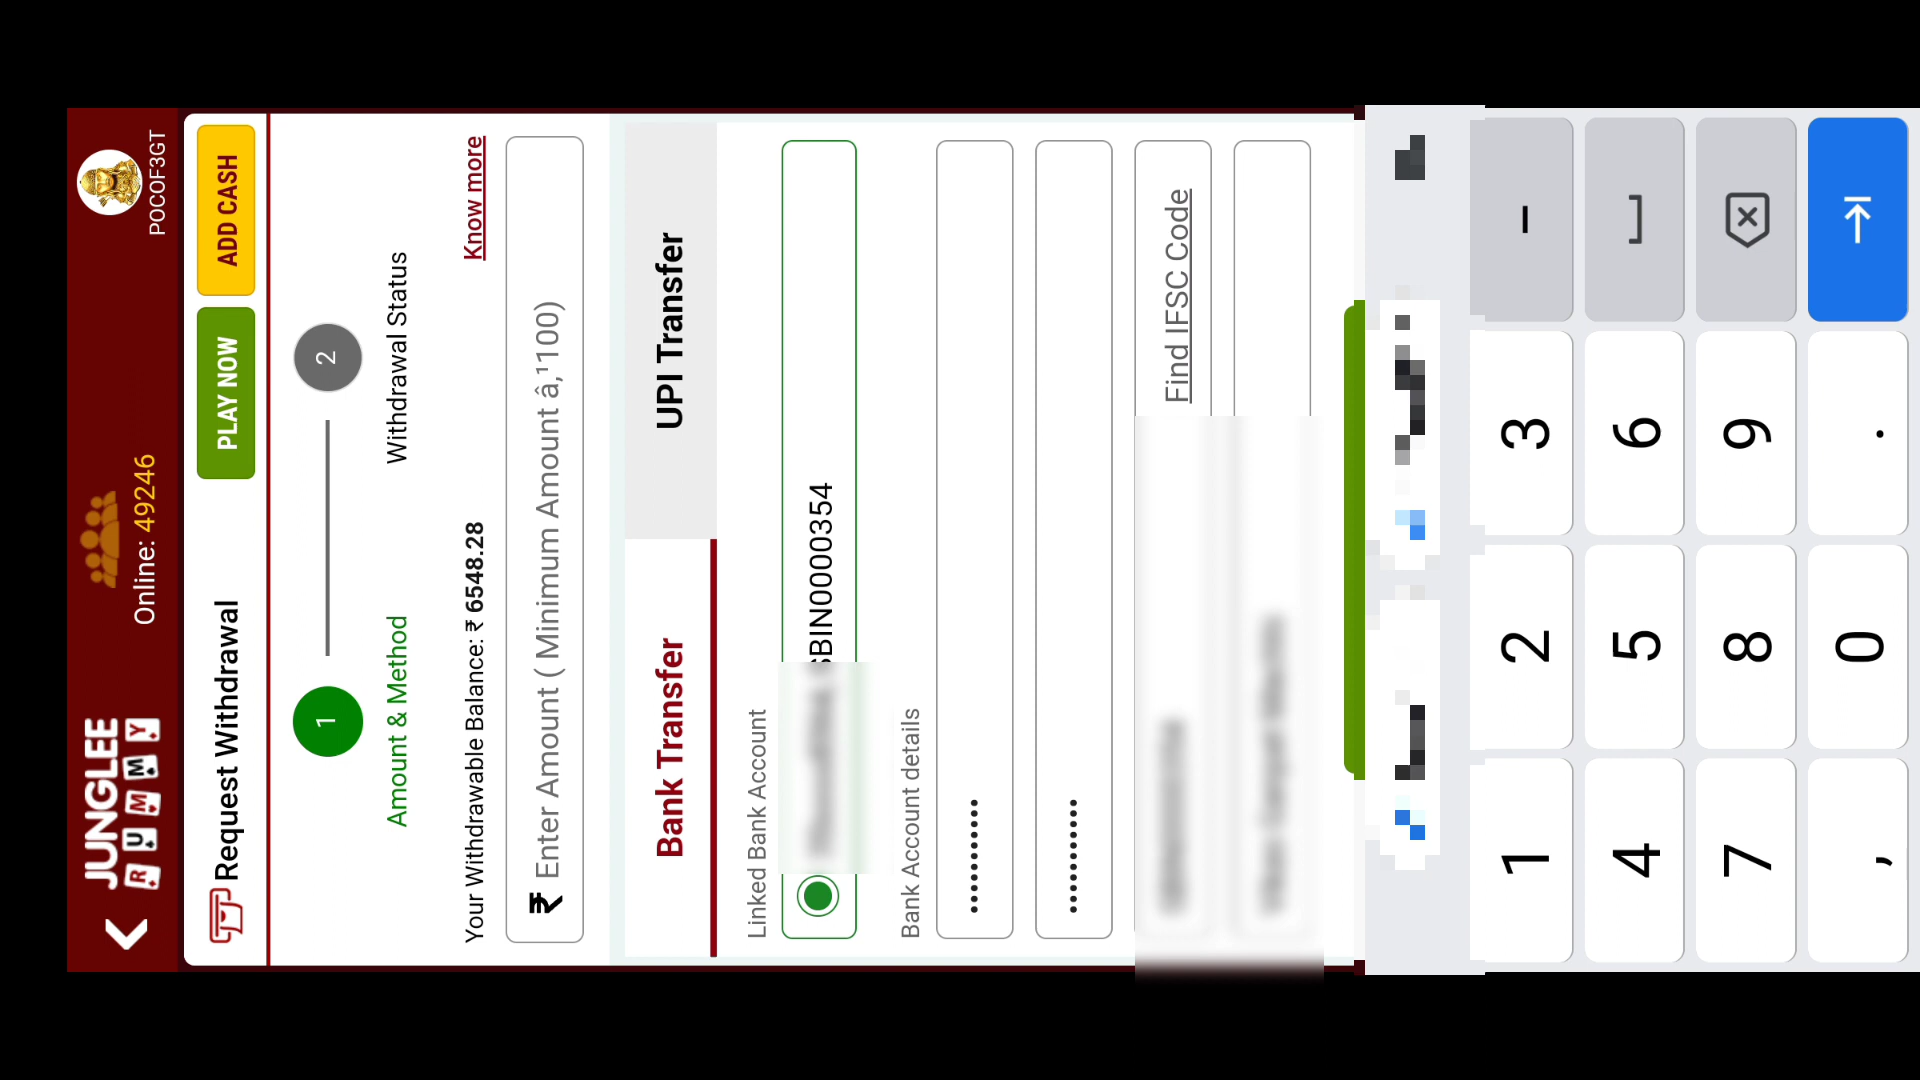 JUNGLEE
RUMMY
Online: 49246
POCOF3GT
Request Withdrawal
PLAY NOW
ADD CASH
1
2
Amount & Method
Withdrawal Status
Your Withdrawable Balance: ₹ 6548.28
Know more
₹ Enter Amount ( Minimum Amount â‚¹100)
Bank Transfer
UPI Transfer
Linked Bank Account
SBIN0000354
Bank Account details
••••••••••••
••••••••••••
Find IFSC Code
1 2 3 –
4 5 6
7 8 9
, 0 .